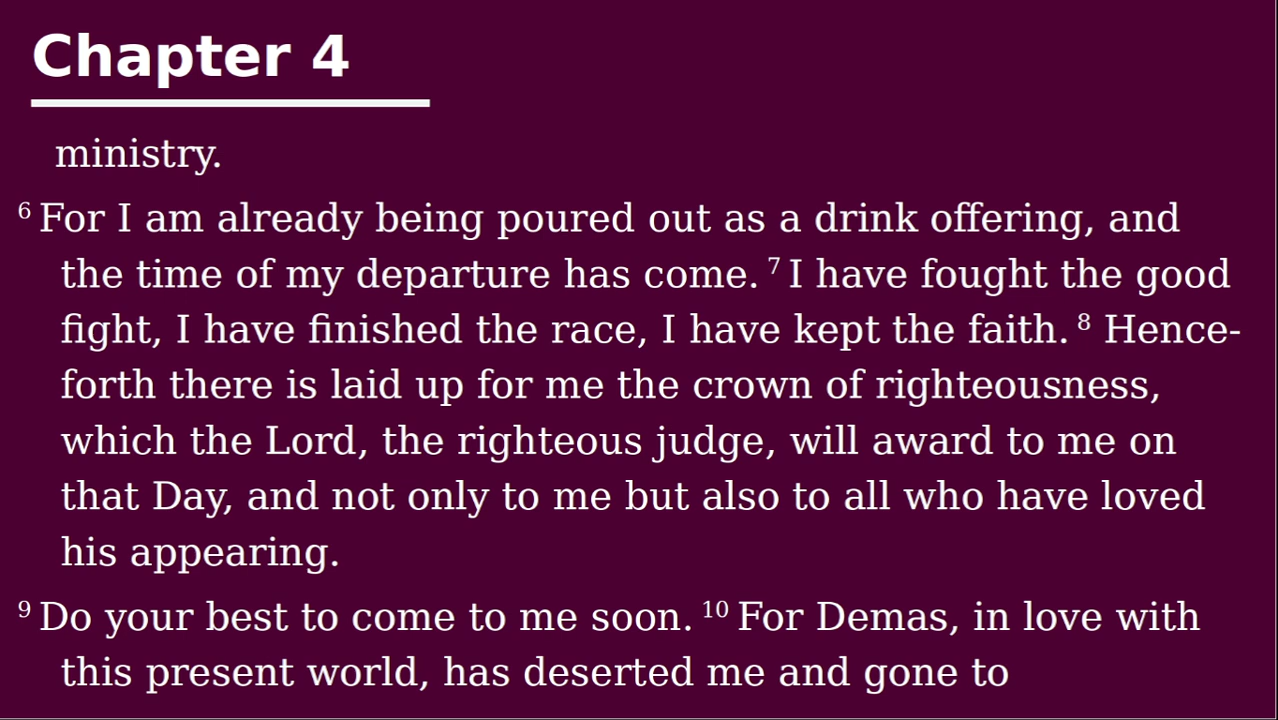 Chapter 4
ministry.
6 For I am already being poured out as a drink offering, and
the time of my departure has come. 7 I have fought the good
fight, I have finished the race, I have kept the faith. 8 Hence-
forth there is laid up for me the crown of righteousness,
which the Lord, the righteous judge, will award to me on
that Day, and not only to me but also to all who have loved
his appearing.
9 Do your best to come to me soon. 10 For Demas, in love with
this present world, has deserted me and gone to